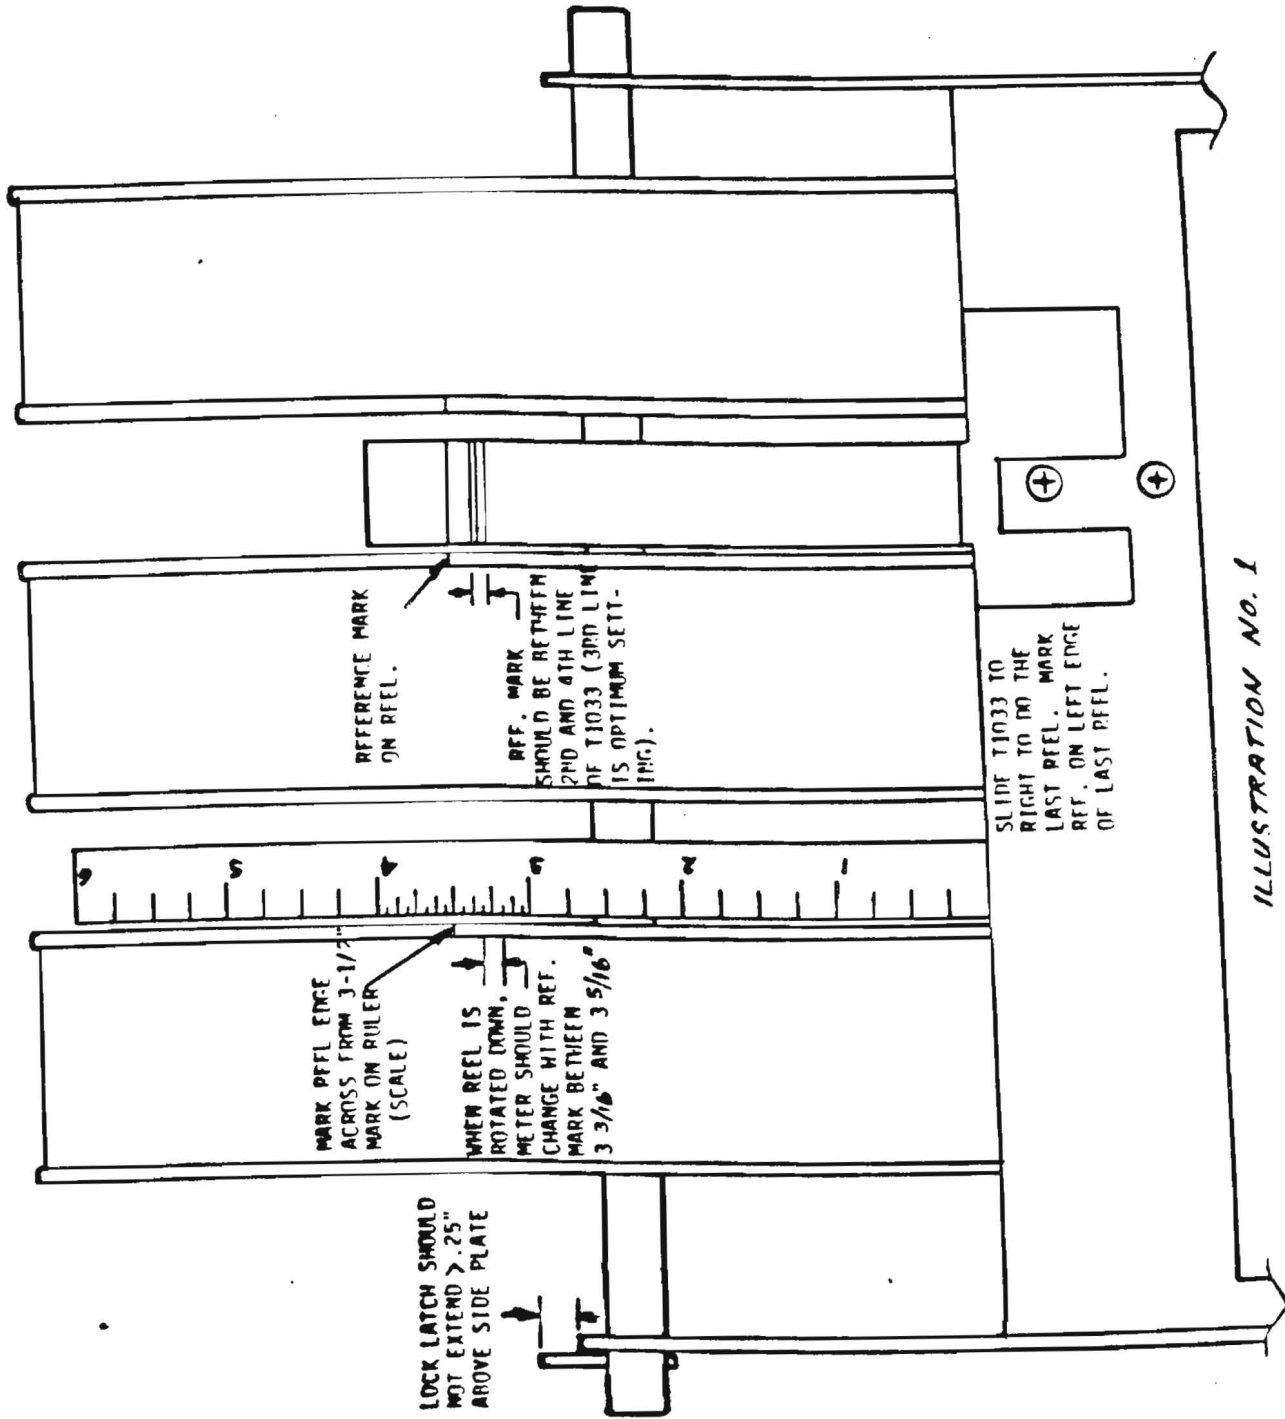 LOCK LATCH SHOULD
NOT EXTEND >.25"
ABOVE SIDE PLATE
MARK REEL EDGE
ACROSS FROM 3-1/2"
MARK ON RULER
(SCALE)
WHEN REEL IS
ROTATED DOWN,
METER SHOULD
CHANGE WITH REF.
MARK BETWEEN
3 3/16" AND 3 5/16"
6
5
4
3
2
1
REFERENCE MARK
ON REEL.
REF. MARK
SHOULD BE BETWEEN
2ND AND 4TH LINE
OF T1033 (3RD LINE
IS OPTIMUM SETT-
ING).
SLIDE T1033 TO
RIGHT TO DO THE
LAST REEL. MARK
REF. ON LEFT EDGE
OF LAST REEL.
ILLUSTRATION NO. 1